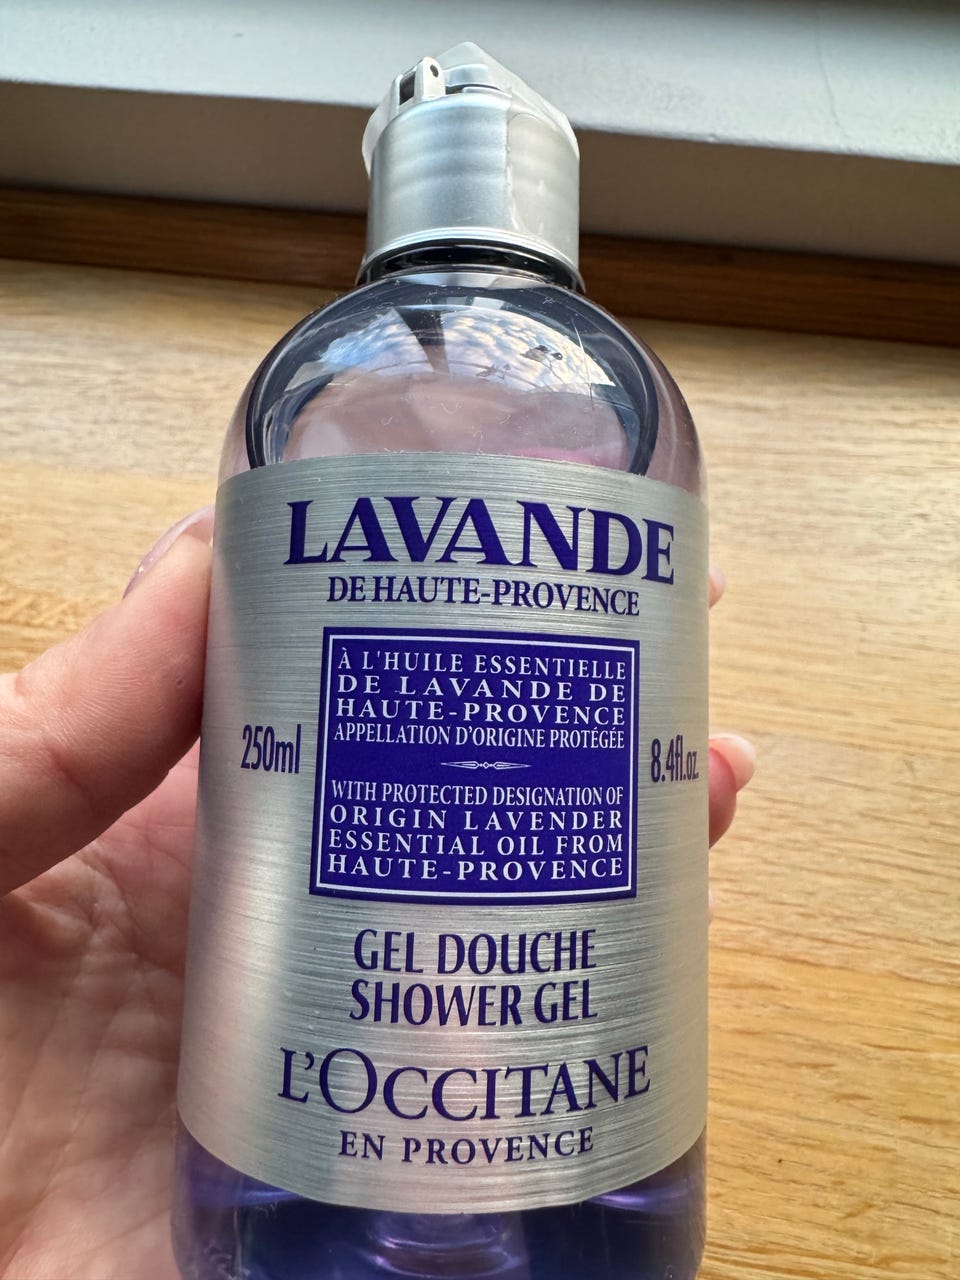 LAVANDE
DE HAUTE-PROVENCE
À L'HUILE ESSENTIELLE
DE LAVANDE DE
HAUTE-PROVENCE
APPELLATION D'ORIGINE PROTÉGÉE
250ml
8.4fl.oz.
WITH PROTECTED DESIGNATION OF
ORIGIN LAVENDER
ESSENTIAL OIL FROM
HAUTE-PROVENCE
GEL DOUCHE
SHOWER GEL
L'OCCITANE
EN PROVENCE